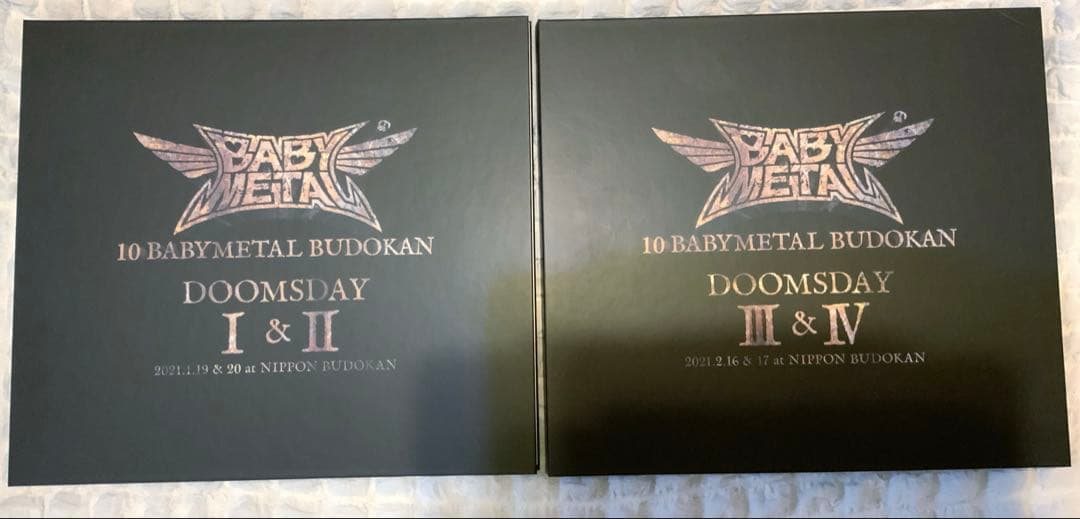 BABY
METAL
10 BABYMETAL BUDOKAN
DOOMSDAY
I & II
2021.1.19 & 20 at NIPPON BUDOKAN
BABY
METAL
10 BABYMETAL BUDOKAN
DOOMSDAY
III & IV
2021.2.16 & 17 at NIPPON BUDOKAN